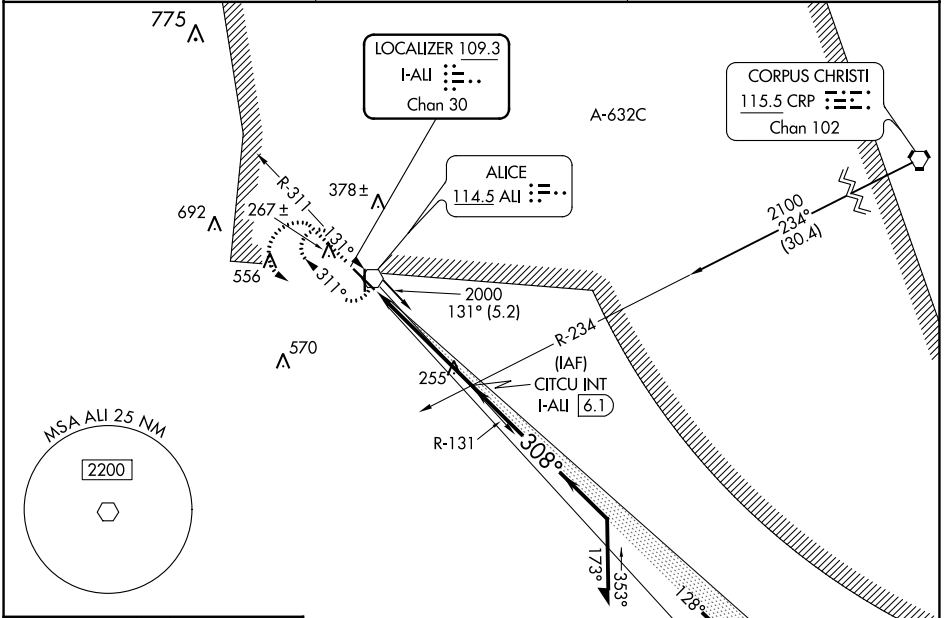 775
LOCALIZER 109.3
I-ALI
Chan 30
CORPUS CHRISTI
115.5 CRP
Chan 102
A-632C
ALICE
114.5 ALI
R-311
378±
692
267±
131°
2100
234°
(30.4)
556
311°
2000
131° (5.2)
R-234
570
(IAF)
255
CITCU INT
I-ALI 6.1
R-131
308°
MSA ALI 25 NM
2200
173°
353°
128°